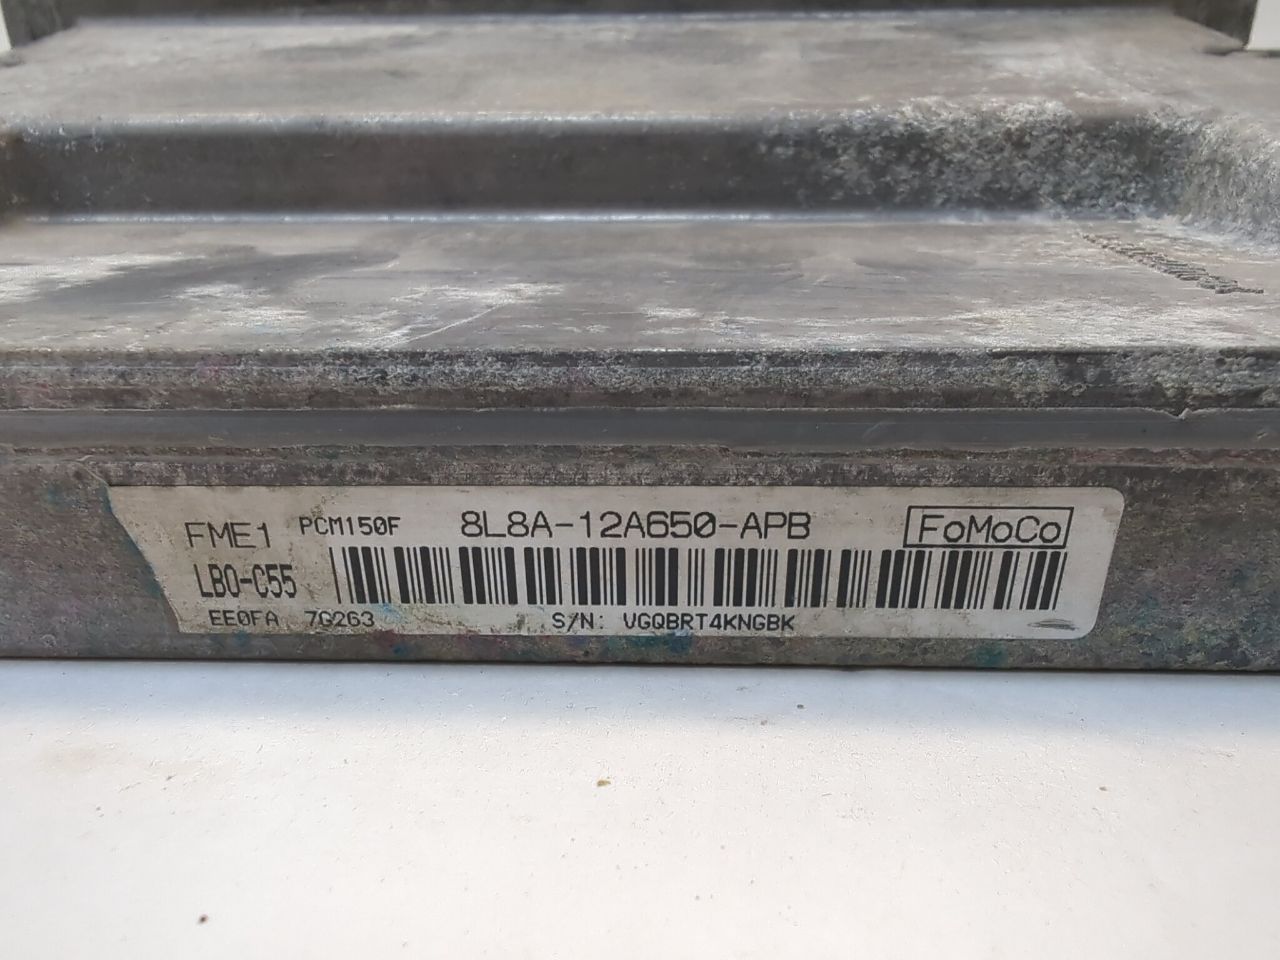 FME1 PCM150F 8L8A-12A650-APB FoMoCo
LB0-C55
EE0FA 7G263 S/N: VGQBRT4KNGBK